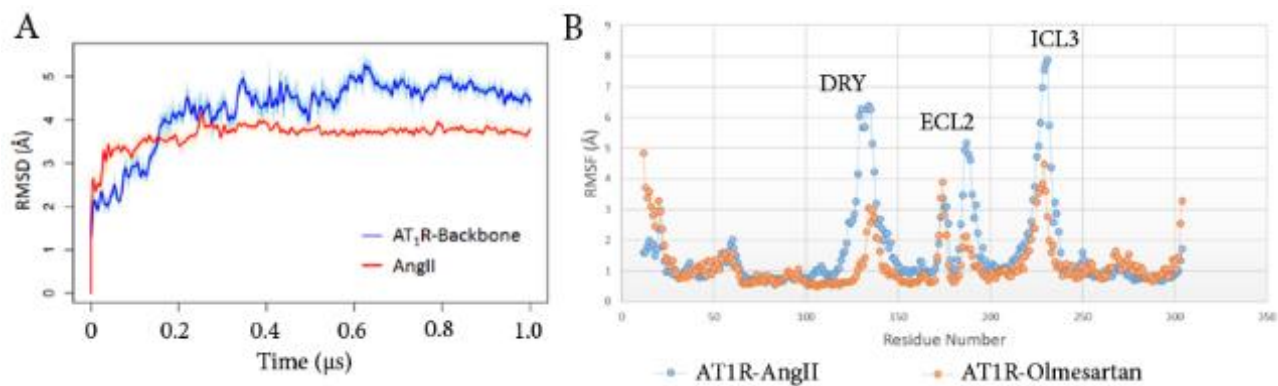 A
RMSD (Å)
5
4
3
2
1
0
AT₁R-Backbone
AngII
0 0.2 0.4 0.6 0.8 1.0
Time (μs)
B
RMSF (Å)
9
8
7
6
5
4
3
2
1
0
DRY
ECL2
ICL3
0 50 100 150 200 250 300 350
Residue Number
AT1R-AngII AT1R-Olmesartan